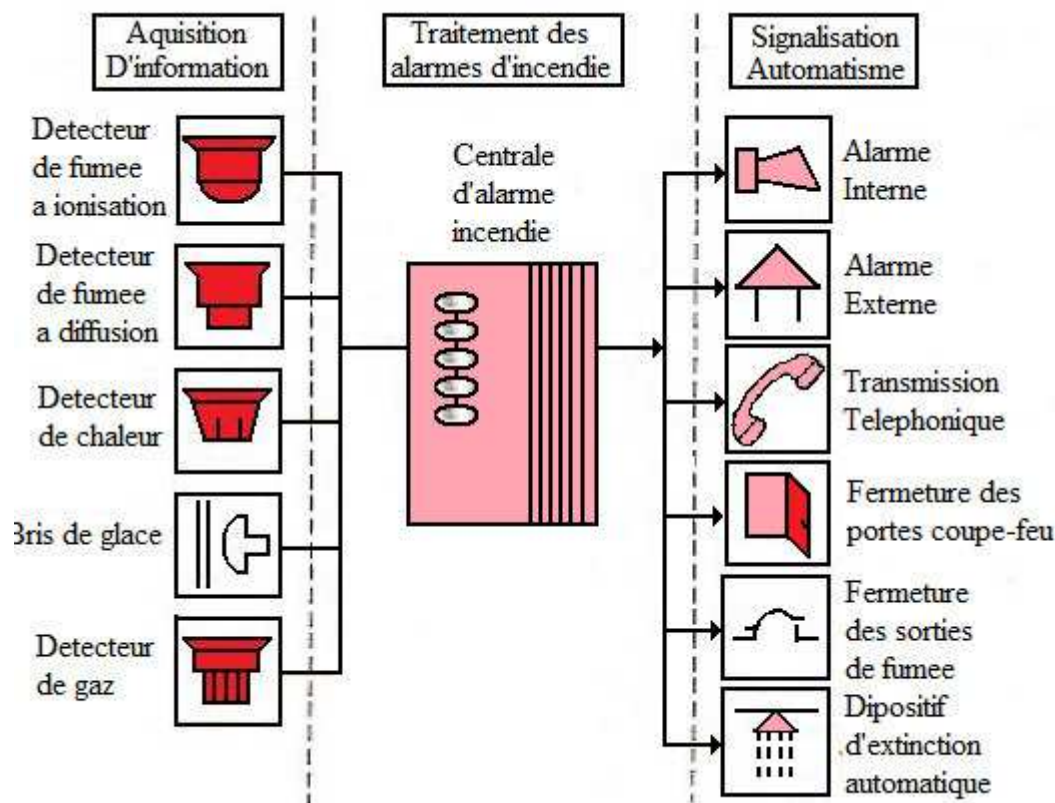 Aquisition
D'information
Traitement des
alarmes d'incendie
Signalisation
Automatisme
Detecteur
de fumee
a ionisation
Detecteur
de fumee
a diffusion
Detecteur
de chaleur
Bris de glace
Detecteur
de gaz
Centrale
d'alarme
incendie
Alarme
Interne
Alarme
Externe
Transmission
Telephonique
Fermeture des
portes coupe-feu
Fermeture
des sorties
de fumee
Dipositif
d'extinction
automatique